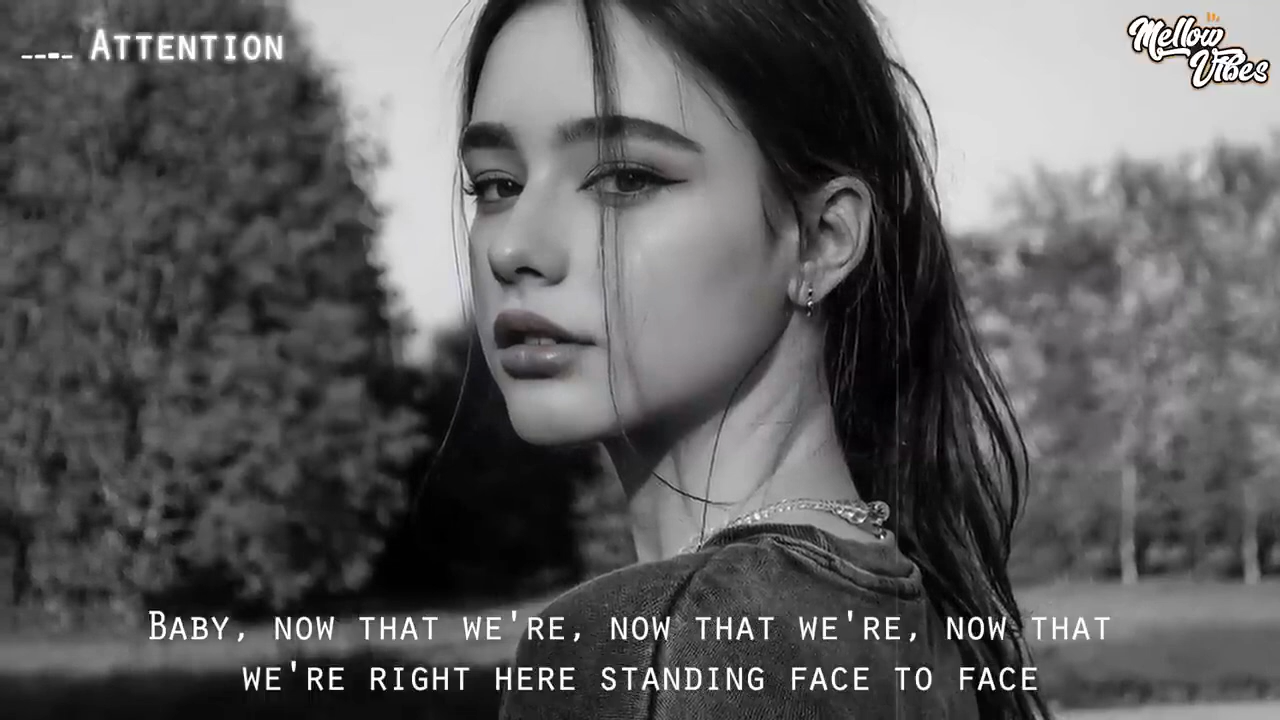 Attention
Mellow
Vibes
Baby, now that we're, now that we're, now that
we're right here standing face to face